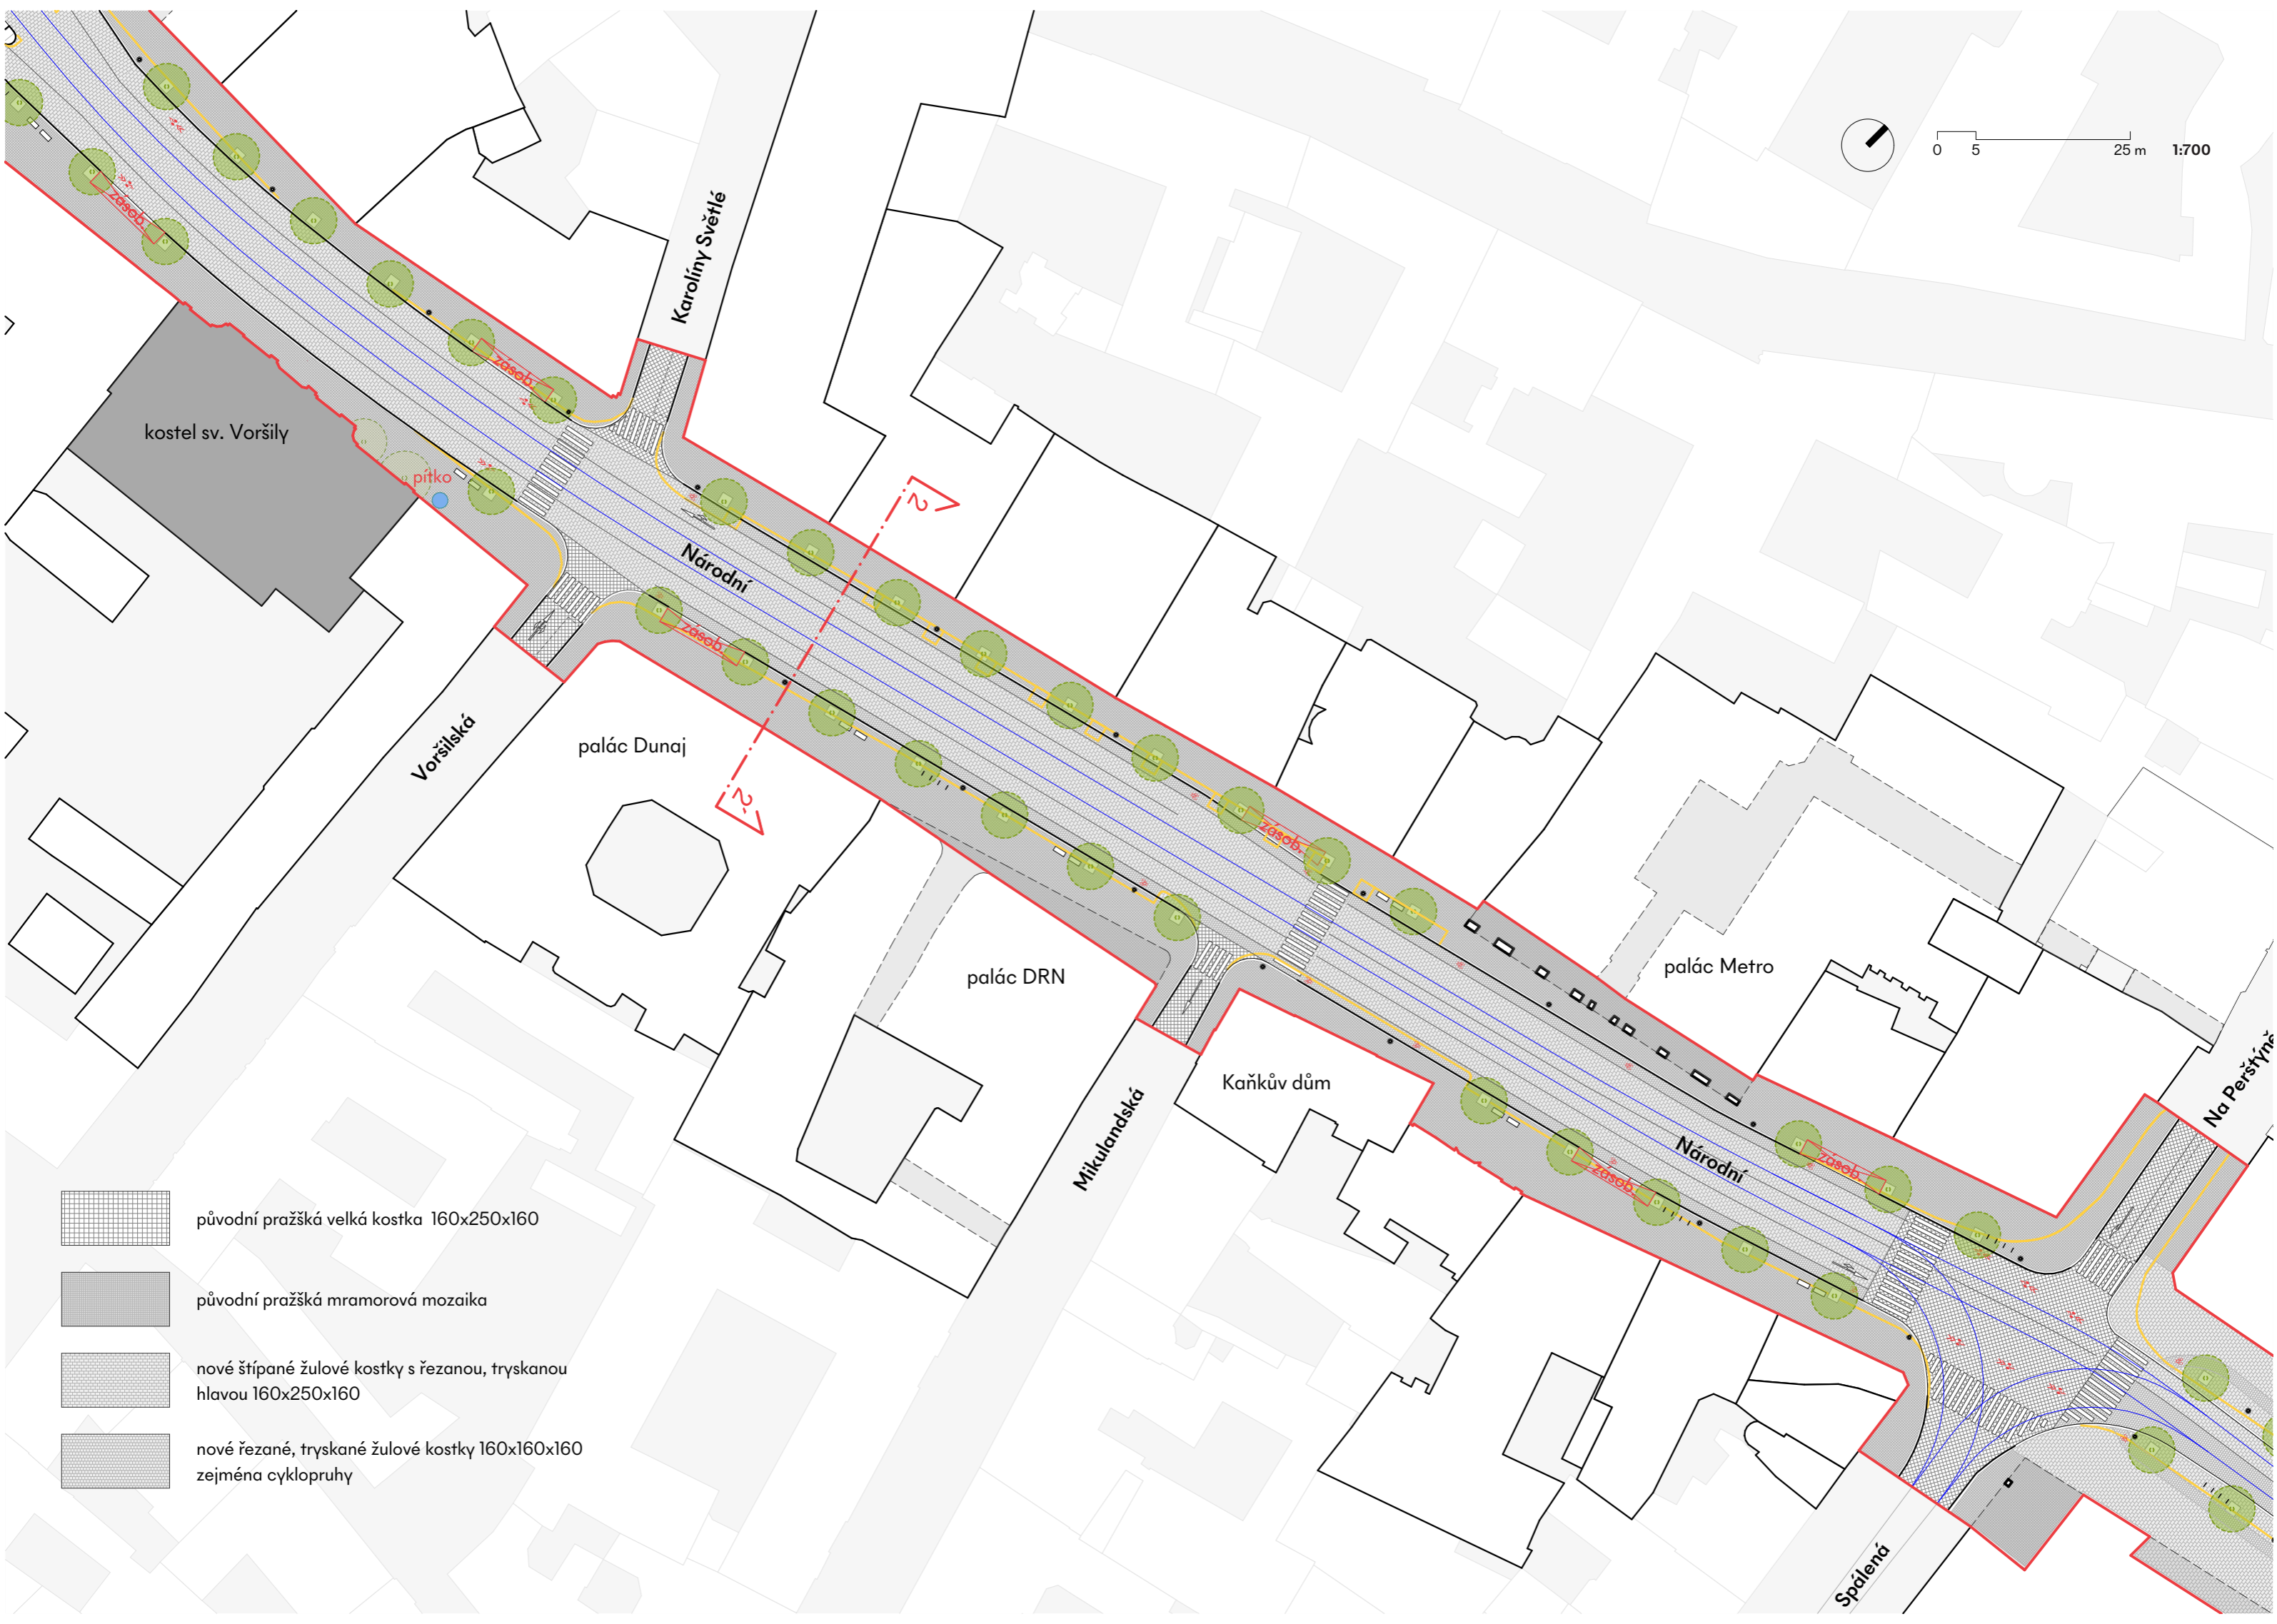 0 5 25 m 1:700
Karolíny Světlé
zásob.
zásob.
kostel sv. Voršily
pítko
2
Národní
zásob.
Voršilská
palác Dunaj
2'
zásob.
palác DRN
palác Metro
Kaňkův dům
Mikulandská
Na Perštýně
Národní
zásob.
zásob.
Spálená
původní pražšká velká kostka 160x250x160
původní pražšká mramorová mozaika
nové štípané žulové kostky s řezanou, tryskanou
hlavou 160x250x160
nové řezané, tryskané žulové kostky 160x160x160
zejména cyklopruhy